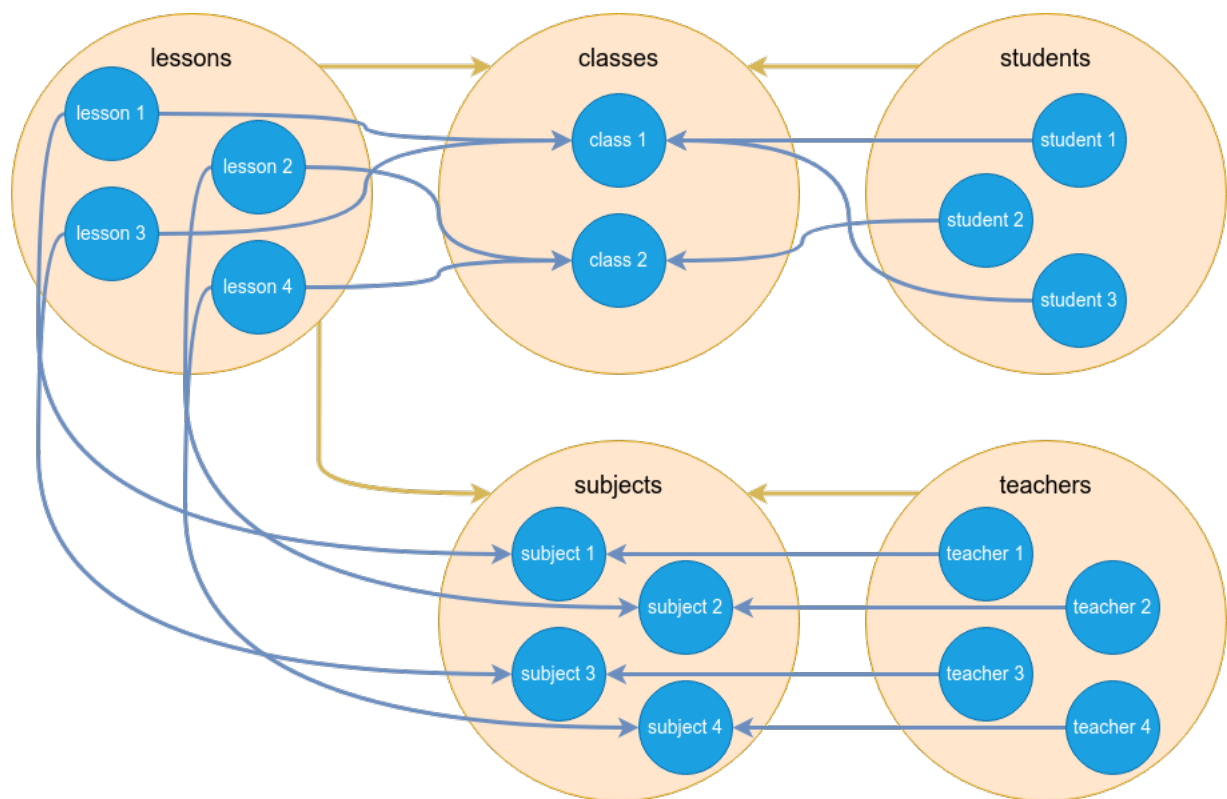 lessons
lesson 1
lesson 2
lesson 3
lesson 4
classes
class 1
class 2
students
student 1
student 2
student 3
subjects
subject 1
subject 2
subject 3
subject 4
teachers
teacher 1
teacher 2
teacher 3
teacher 4